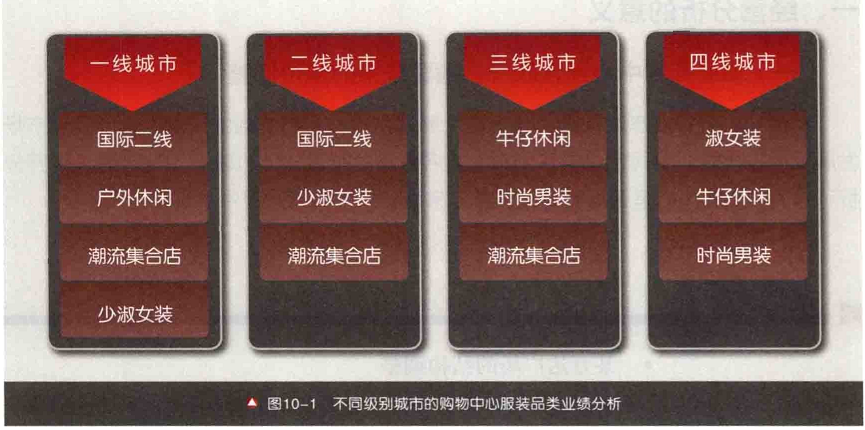 一线城市
国际二线
户外休闲
潮流集合店
少淑女装
二线城市
国际二线
少淑女装
潮流集合店
三线城市
牛仔休闲
时尚男装
潮流集合店
四线城市
淑女装
牛仔休闲
时尚男装
图10-1 不同级别城市的购物中心服装品类业绩分析